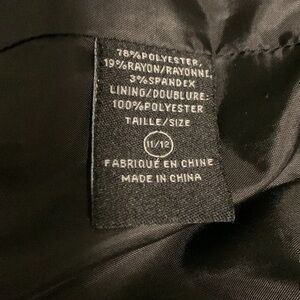 78%POLYESTER,
19%RAYON/RAYONNE,
3%SPANDEX
LINING/DOUBLURE:
100%POLYESTER
TAILLE/SIZE
11/12
FABRIQUÉ EN CHINE
MADE IN CHINA